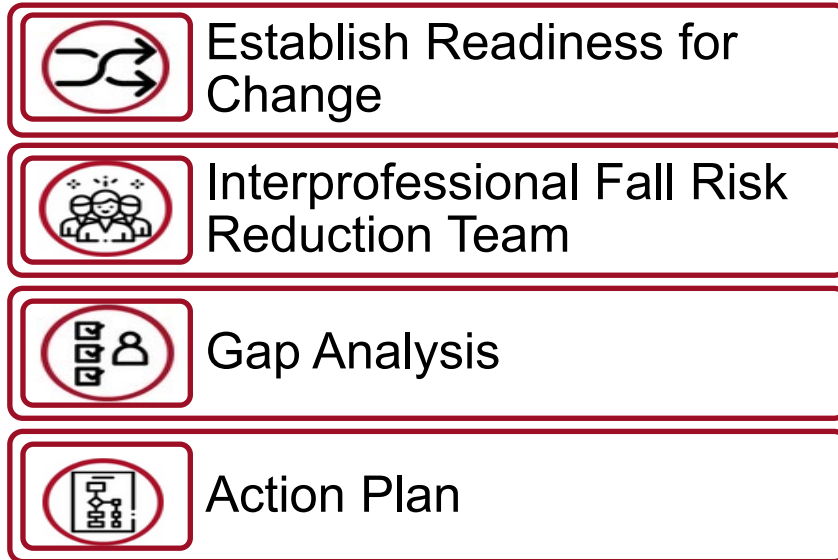 Establish Readiness for
Change
Interprofessional Fall Risk
Reduction Team
Gap Analysis
Action Plan